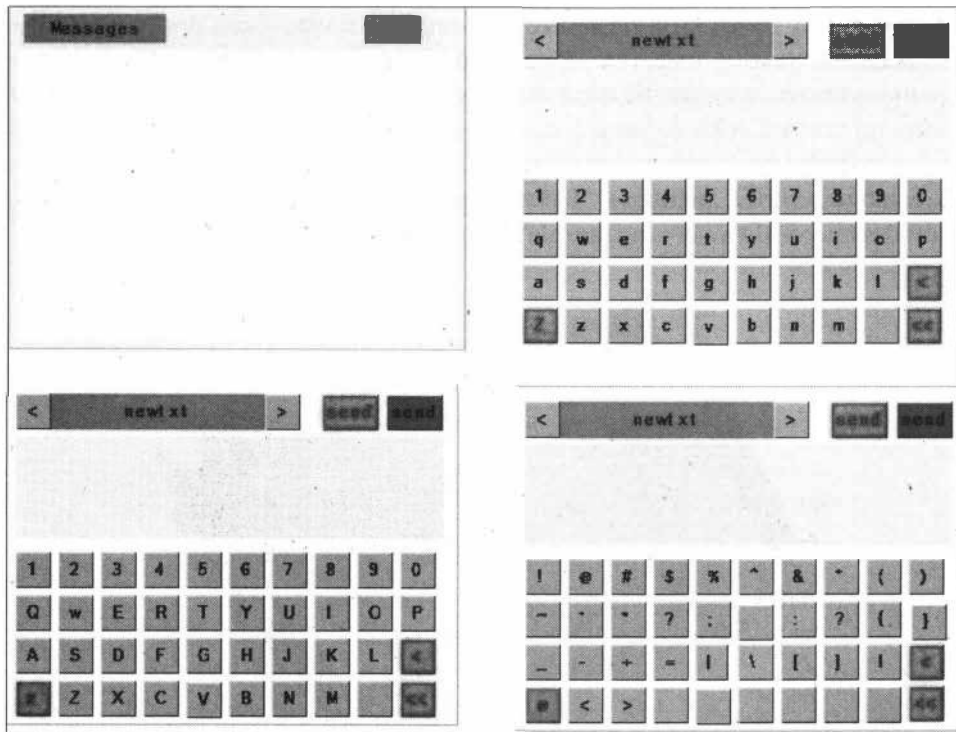 Messages
< newtxt >
1 2 3 4 5 6 7 8 9 0
q w e r t y u i o p
a s d f g h j k l <
Z z x c v b n m <<
< newtxt > send send
1 2 3 4 5 6 7 8 9 0
Q w E R T Y U I O P
A S D F G H J K L <
Z X C V B N M <<
< newtxt > send send
! @ # $ % ^ & ( )
? ; : ? { }
_ - + = | \ [ ] <
< > <<